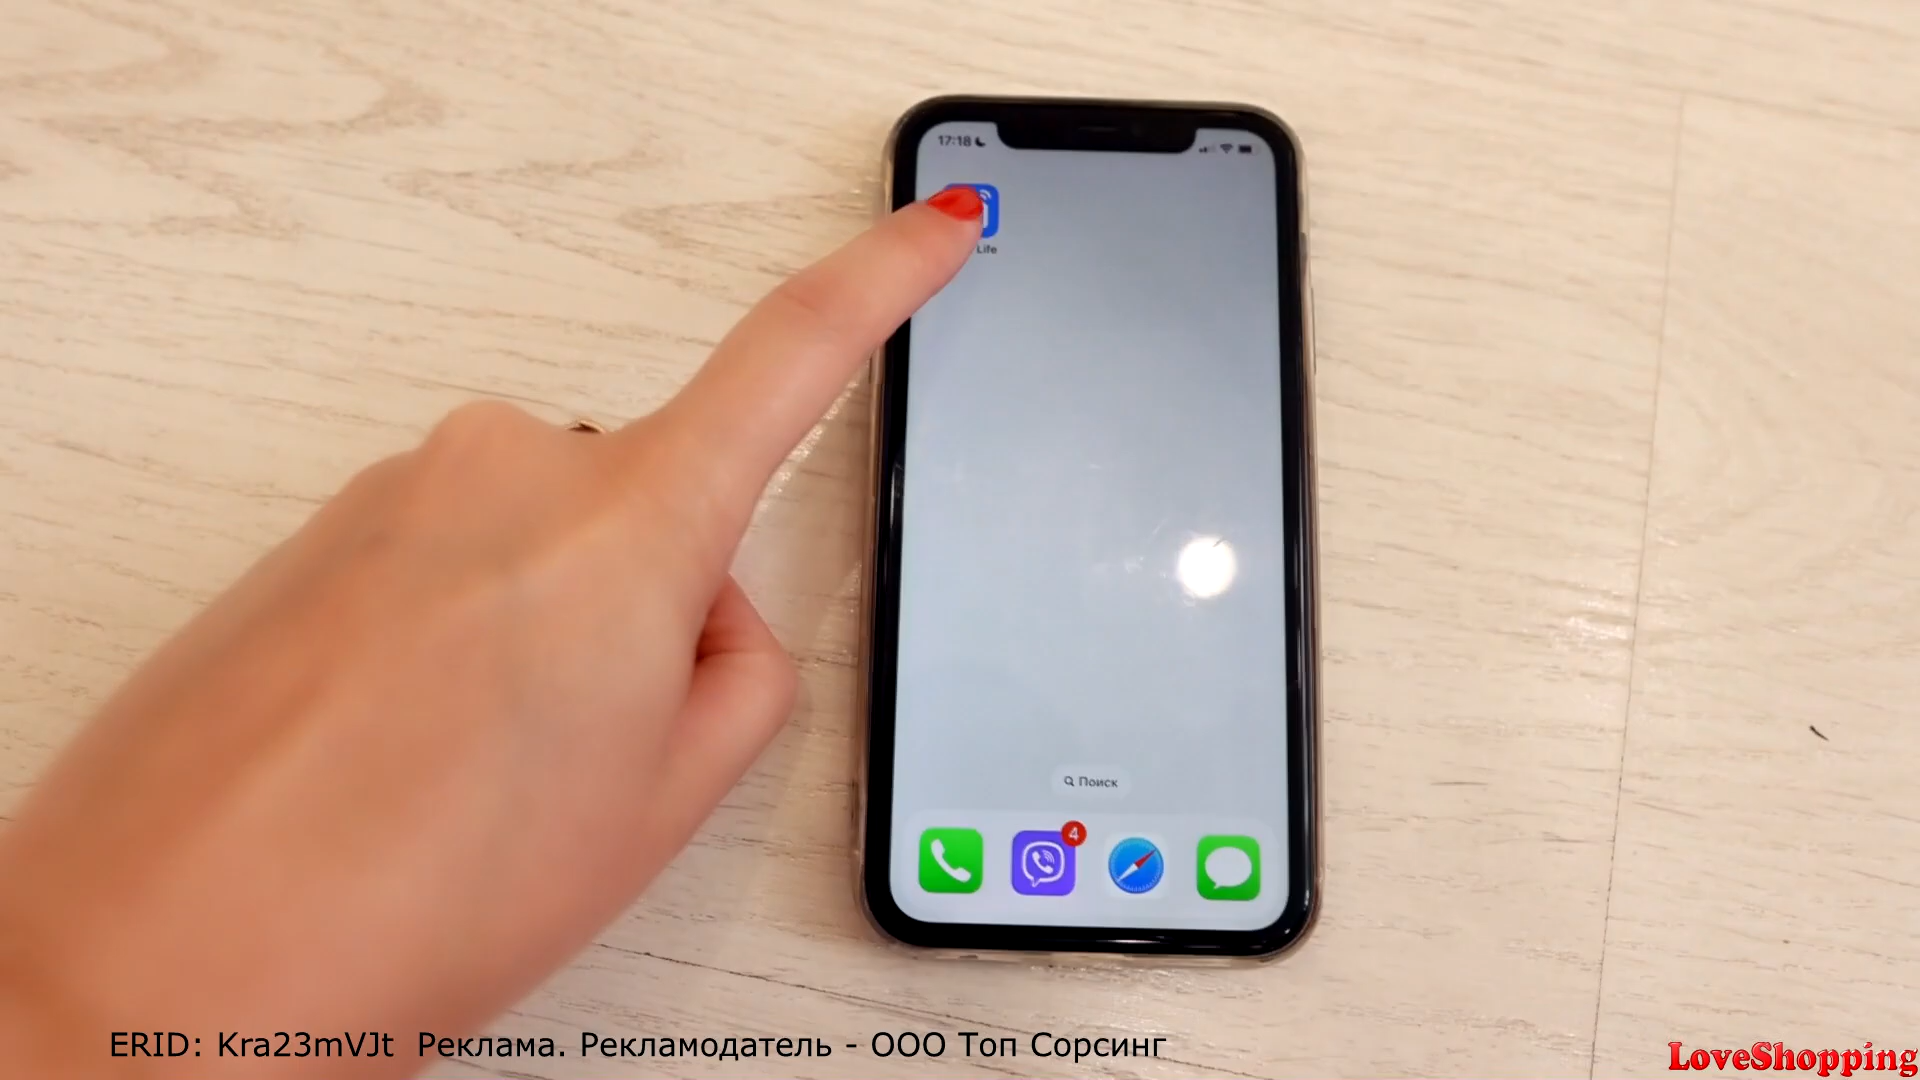 17:18
Life
Поиск
4
ERID: Kra23mVJt Реклама. Рекламодатель - ООО Топ Сорсинг
LoveShopping